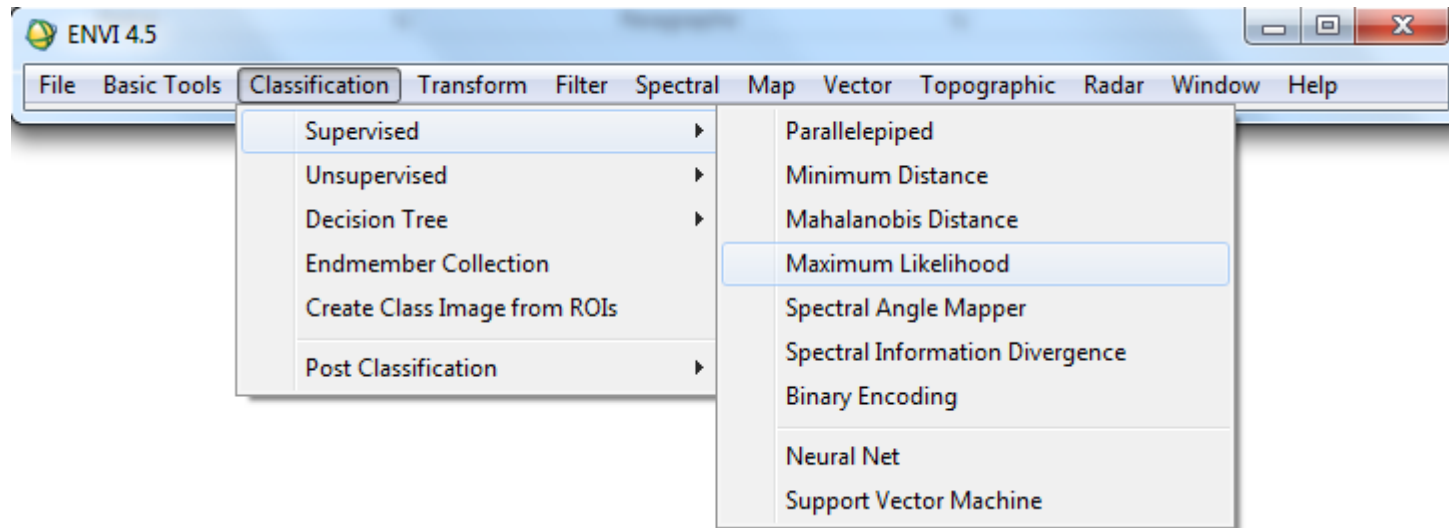 ENVI 4.5
File Basic Tools Classification Transform Filter Spectral Map Vector Topographic Radar Window Help
Supervised
Unsupervised
Decision Tree
Endmember Collection
Create Class Image from ROIs
Post Classification
Parallelepiped
Minimum Distance
Mahalanobis Distance
Maximum Likelihood
Spectral Angle Mapper
Spectral Information Divergence
Binary Encoding
Neural Net
Support Vector Machine